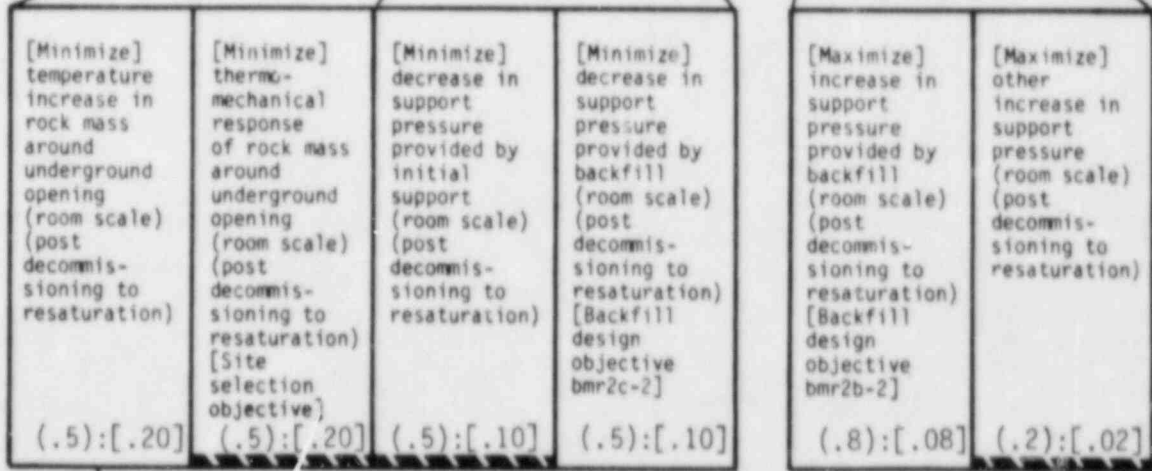 [Minimize]
temperature
increase in
rock mass
around
underground
opening
(room scale)
(post
decommis-
sioning to
resaturation)
(.5):[.20]
[Minimize]
thermo-
mechanical
response
of rock mass
around
underground
opening
(room scale)
(post
decommis-
sioning to
resaturation)
[Site
selection
objective]
(.5):[.20]
[Minimize]
decrease in
support
pressure
provided by
initial
support
(room scale)
(post
decommis-
sioning to
resaturation)
(.5):[.10]
[Minimize]
decrease in
support
pressure
provided by
backfill
(room scale)
(post
decommis-
sioning to
resaturation)
[Backfill
design
objective
bmr2c-2]
(.5):[.10]
[Maximize]
increase in
support
pressure
provided by
backfill
(room scale)
(post
decommis-
sioning to
resaturation)
[Backfill
design
objective
bmr2b-2]
(.8):[.08]
[Maximize]
other
increase in
support
pressure
(room scale)
(post
decommis-
sioning to
resaturation)
(.2):[.02]